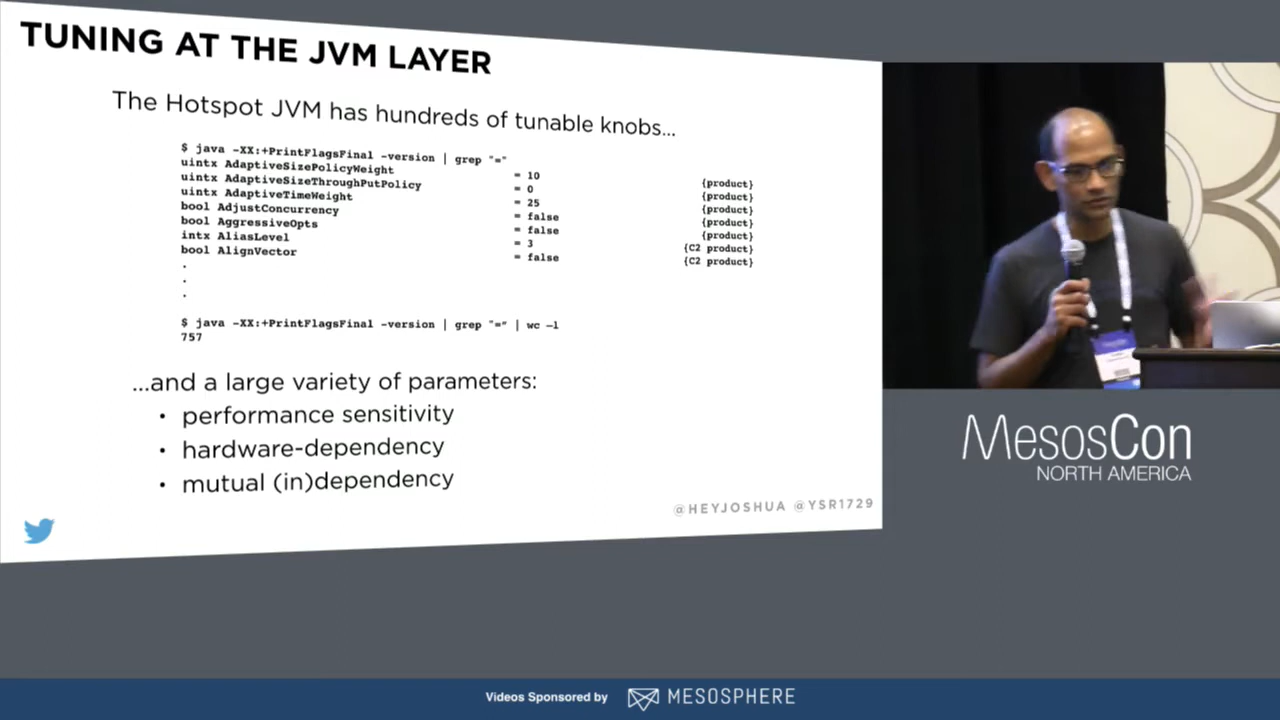 TUNING AT THE JVM LAYER
The Hotspot JVM has hundreds of tunable knobs...
$ java -XX:+PrintFlagsFinal -version | grep "="
uintx AdaptiveSizePolicyWeight = 10 {product}
uintx AdaptiveSizeThroughPutPolicy = 0 {product}
uintx AdaptiveTimeWeight = 25 {product}
bool AdjustConcurrency = false {product}
bool AggressiveOpts = false {product}
intx AliasLevel = 3 {C2 product}
bool AlignVector = false {C2 product}
.
.
.
$ java -XX:+PrintFlagsFinal -version | grep "=" | wc -l
757
...and a large variety of parameters:
• performance sensitivity
• hardware-dependency
• mutual (in)dependency
@HEYJOSHUA @YSR1729
MesosCon
NORTH AMERICA
Videos Sponsored by MESOSPHERE